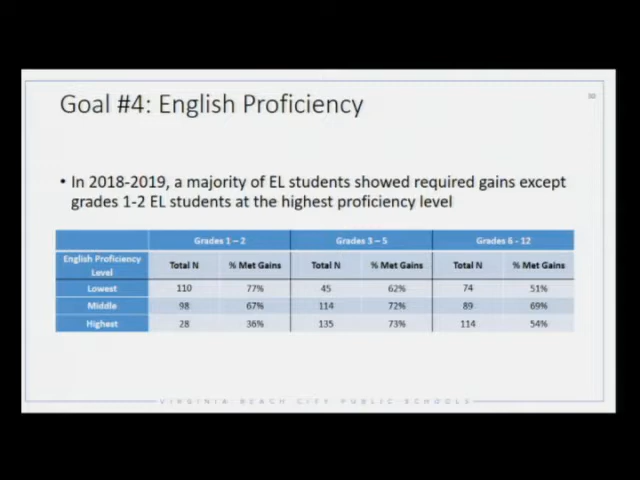 30
Goal #4: English Proficiency
• In 2018-2019, a majority of EL students showed required gains except
grades 1-2 EL students at the highest proficiency level
Grades 1 – 2 Grades 3 – 5 Grades 6 - 12
English Proficiency
Level Total N % Met Gains Total N % Met Gains Total N % Met Gains
Lowest 110 77% 45 62% 74 51%
Middle 98 67% 114 72% 89 69%
Highest 28 36% 135 73% 114 54%
VIRGINIA BEACH CITY PUBLIC SCHOOLS